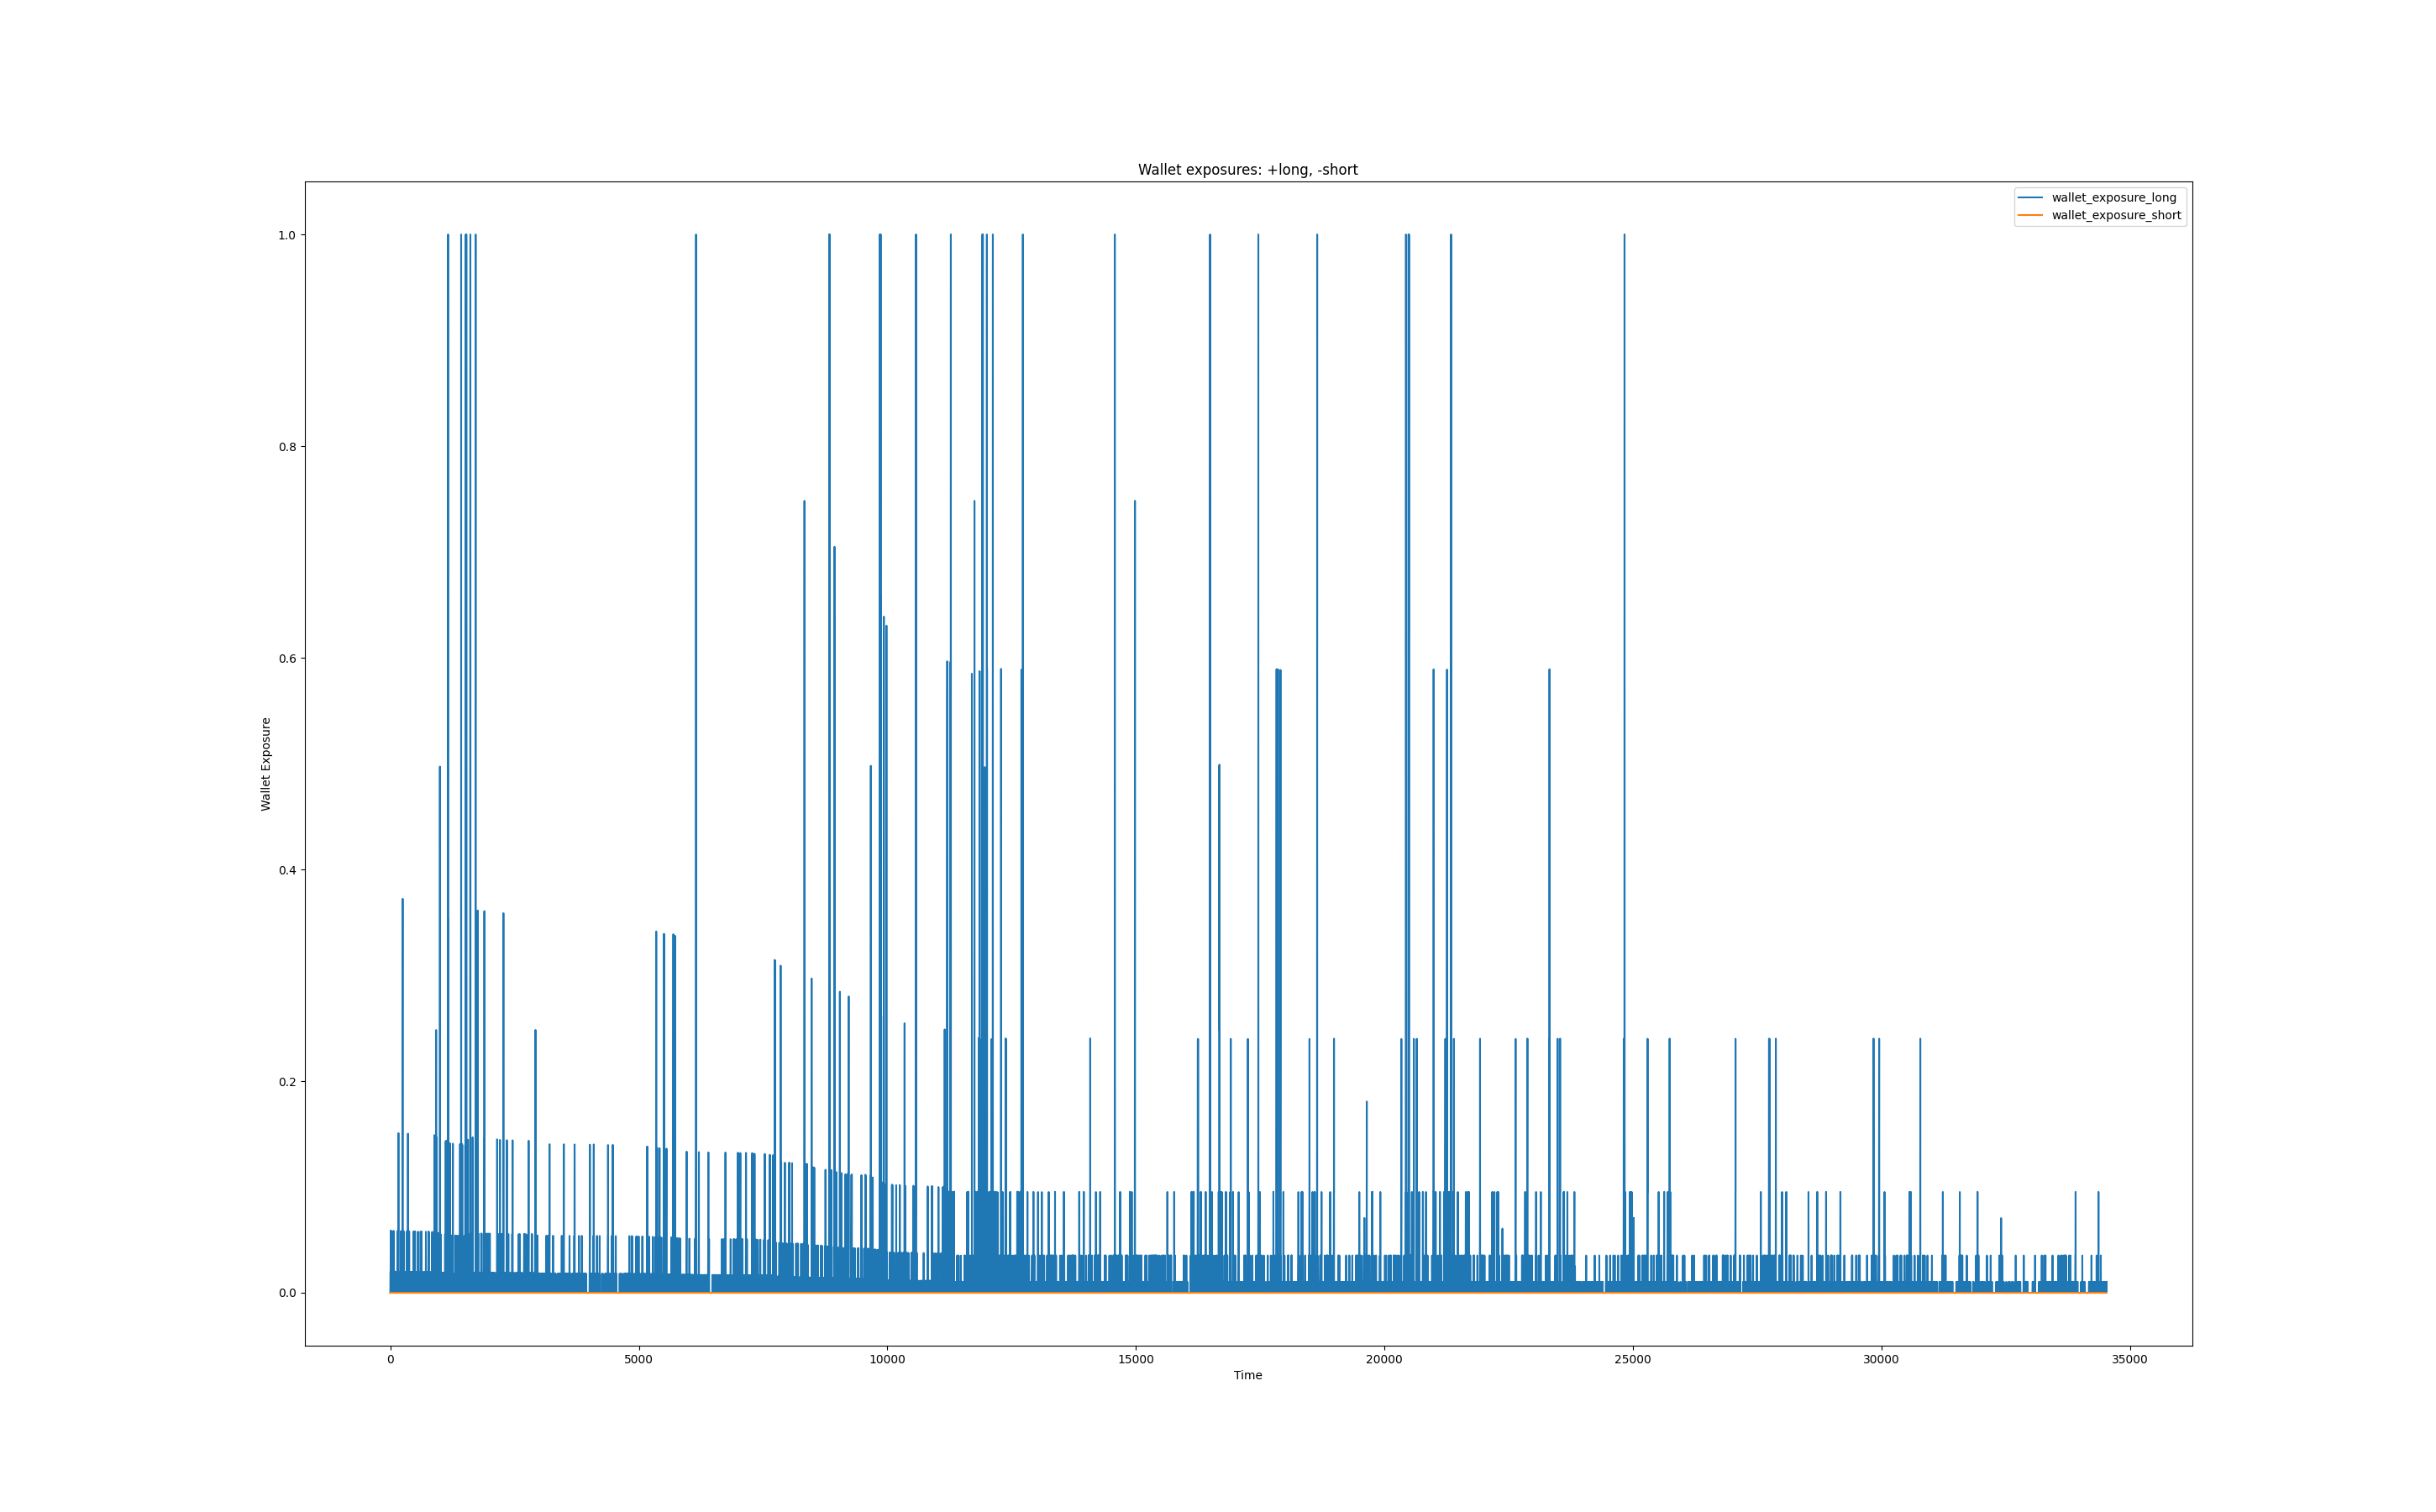 Wallet exposures: +long, -short
wallet_exposure_long
wallet_exposure_short
1.0
0.8
0.6
0.4
0.2
0.0
Wallet Exposure
0 5000 10000 15000 20000 25000 30000 35000
Time